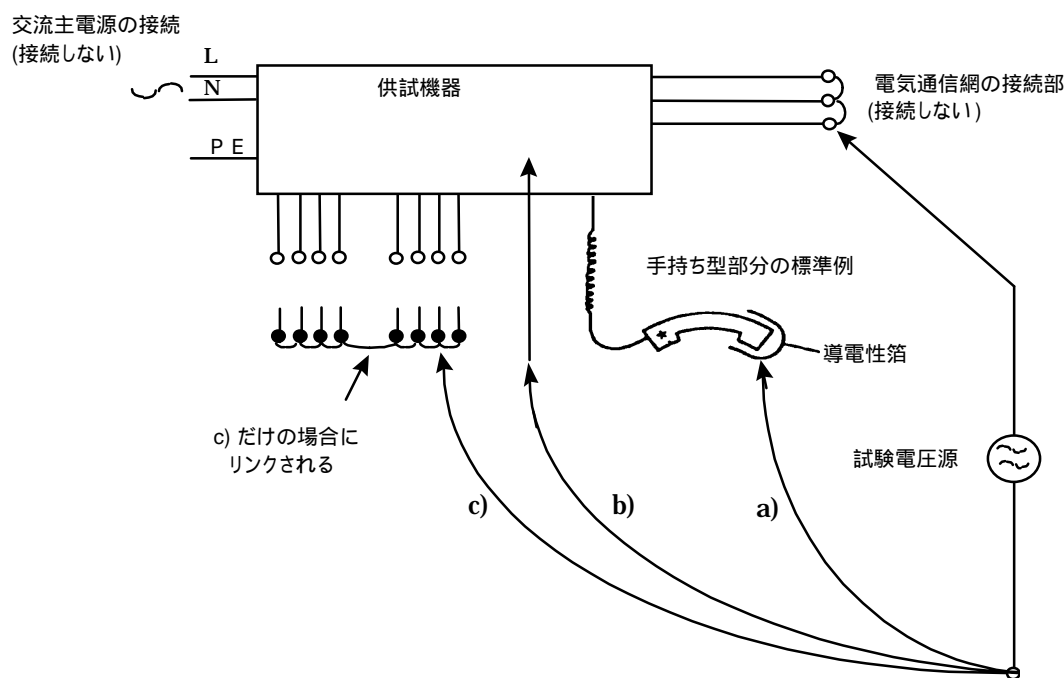 交流主電源の接続
(接続しない)
L
N
PE
供試機器
電気通信網の接続部
(接続しない)
手持ち型部分の標準例
導電性箔
c) だけの場合に
リンクされる
試験電圧源
c)
b)
a)